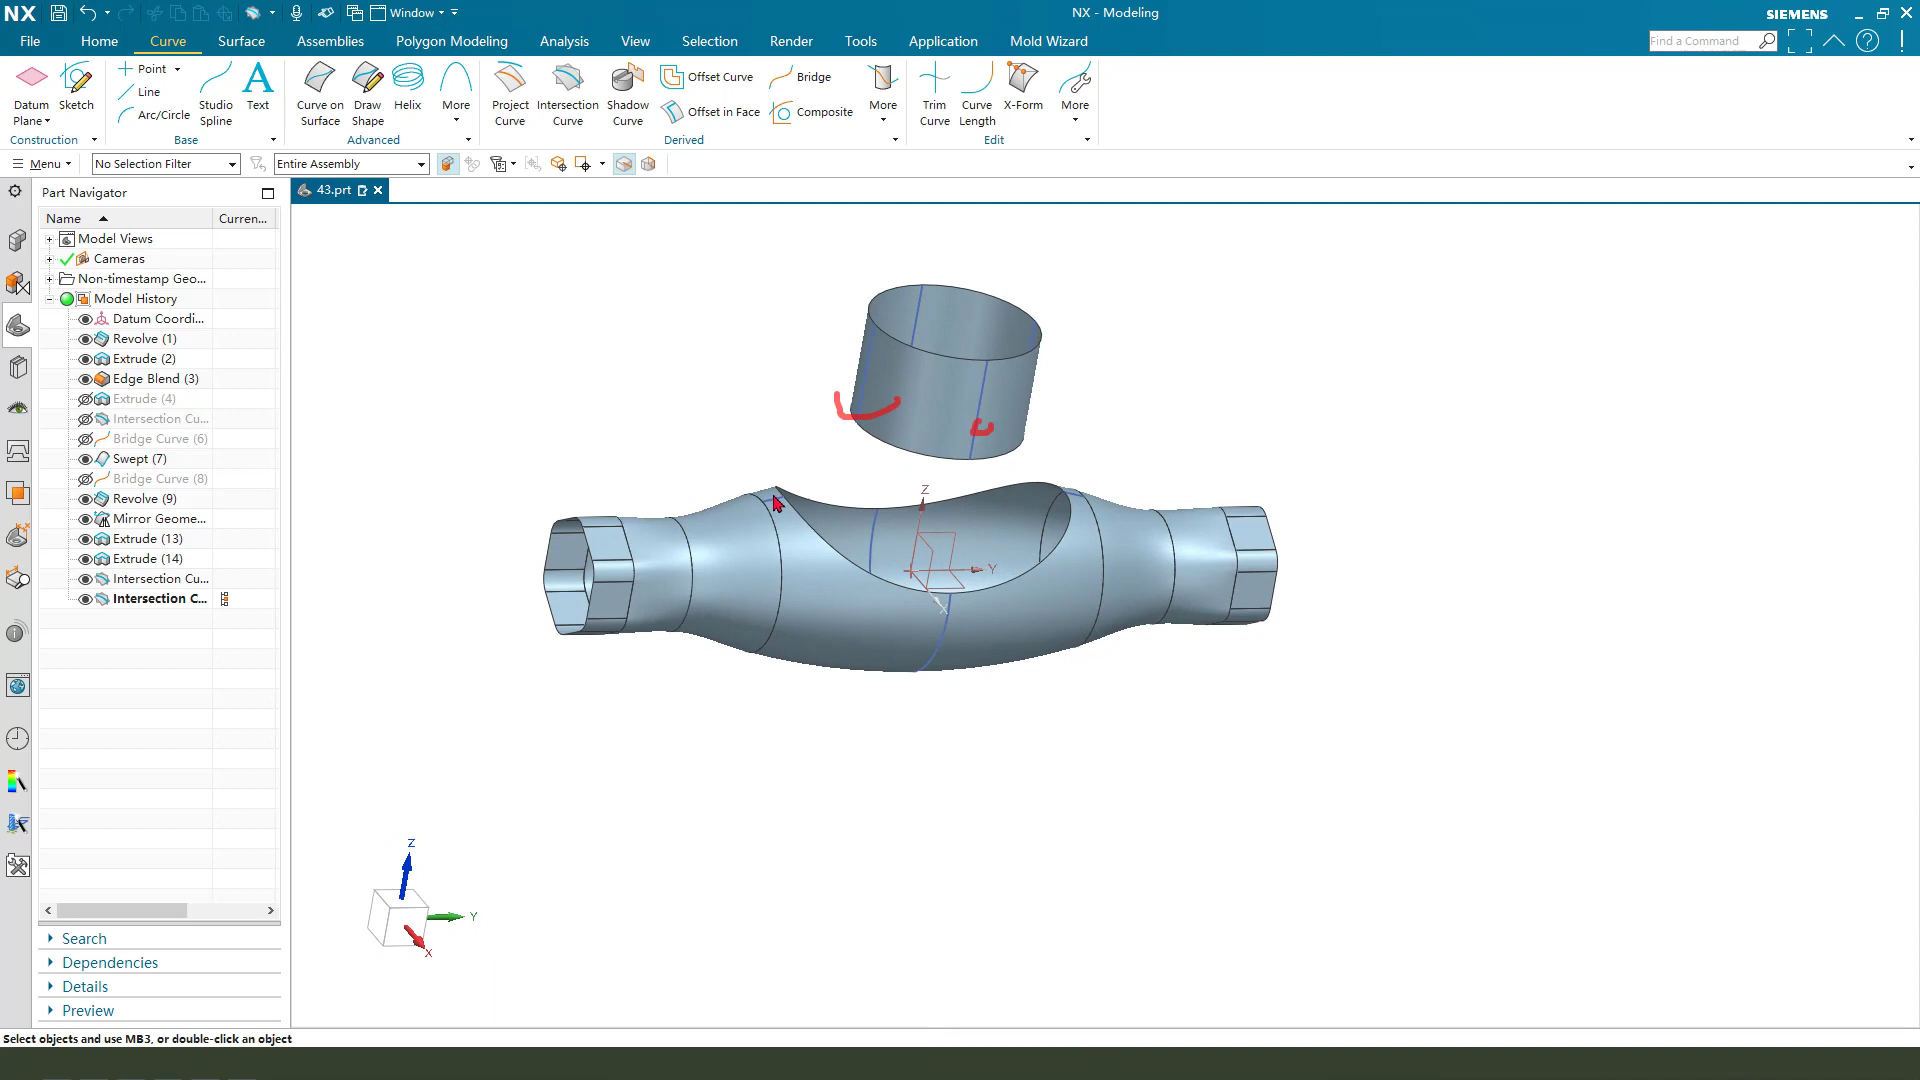 NX
Window
NX - Modeling
SIEMENS
File
Home
Curve
Surface
Assemblies
Polygon Modeling
Analysis
View
Selection
Render
Tools
Application
Mold Wizard
Find a Command
Datum
Plane
Sketch
Point
Line
Arc/Circle
Studio
Spline
Text
Curve on
Surface
Draw
Shape
Helix
More
Project
Curve
Intersection
Curve
Shadow
Curve
Offset Curve
Offset in Face
Bridge
Composite
More
Trim
Curve
Curve
Length
X-Form
More
Construction
Base
Advanced
Derived
Edit
Menu
No Selection Filter
Entire Assembly
Part Navigator
43.prt
Name
Curren...
Model Views
Cameras
Non-timestamp Geo...
Model History
Datum Coordi...
Revolve (1)
Extrude (2)
Edge Blend (3)
Extrude (4)
Intersection Cu...
Bridge Curve (6)
Swept (7)
Bridge Curve (8)
Revolve (9)
Mirror Geome...
Extrude (13)
Extrude (14)
Intersection Cu...
Intersection C...
Z
Y
X
Z
Y
X
Search
Dependencies
Details
Preview
Select objects and use MB3, or double-click an object